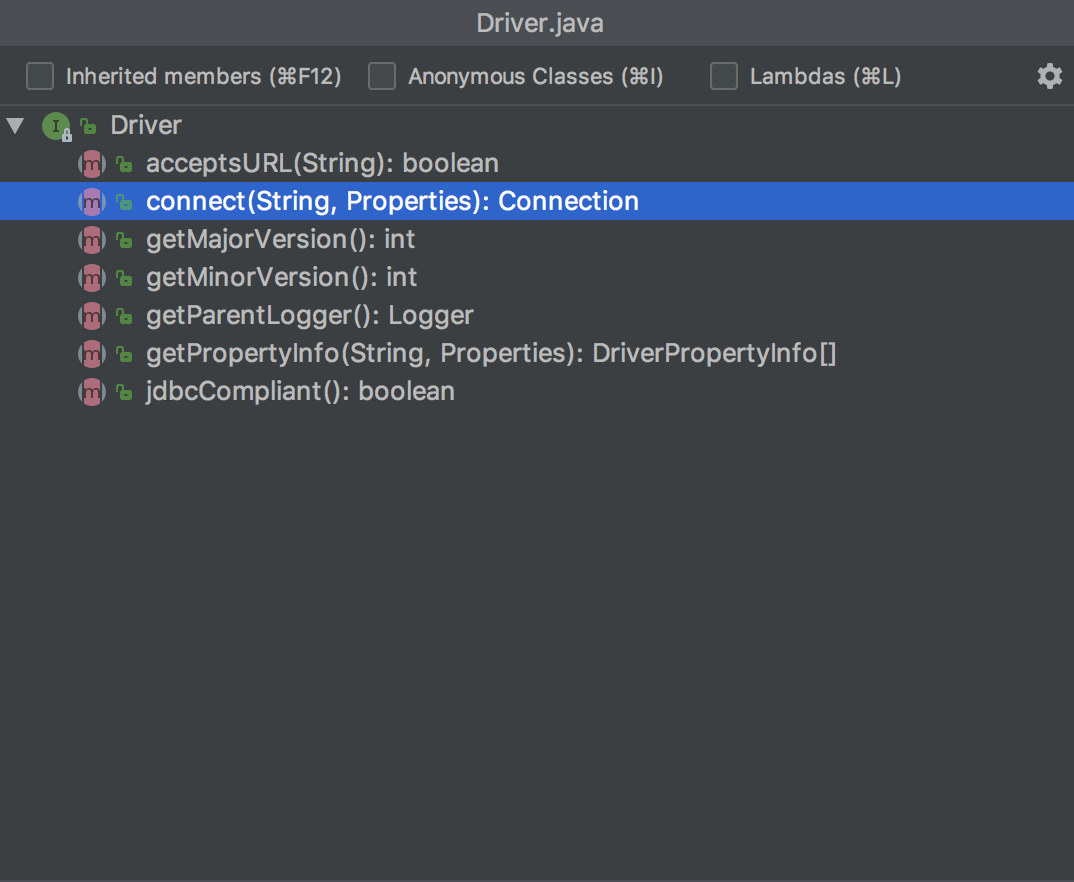 Driver.java
Inherited members (⌘F12) Anonymous Classes (⌘I) Lambdas (⌘L)
I Driver
m acceptsURL(String): boolean
m connect(String, Properties): Connection
m getMajorVersion(): int
m getMinorVersion(): int
m getParentLogger(): Logger
m getPropertyInfo(String, Properties): DriverPropertyInfo[]
m jdbcCompliant(): boolean